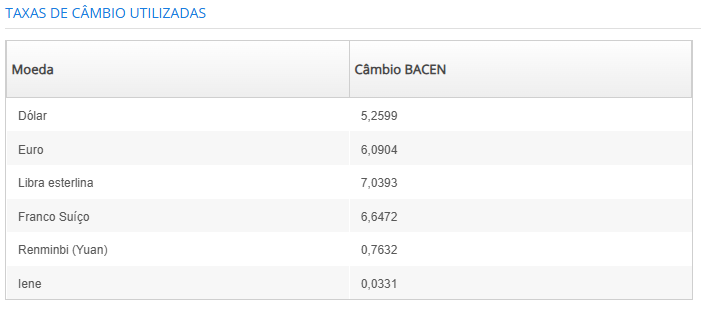 TAXAS DE CÂMBIO UTILIZADAS
Moeda Câmbio BACEN
Dólar 5,2599
Euro 6,0904
Libra esterlina 7,0393
Franco Suíço 6,6472
Renminbi (Yuan) 0,7632
Iene 0,0331